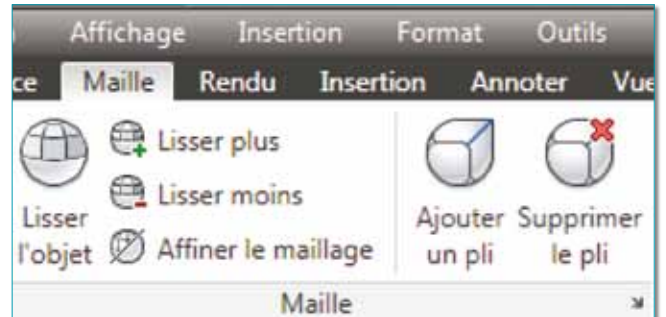 Affichage Insertion Format Outils
ce Maille Rendu Insertion Annoter Vue
Lisser l'objet
Lisser plus
Lisser moins
Affiner le maillage
Ajouter un pli
Supprimer le pli
Maille